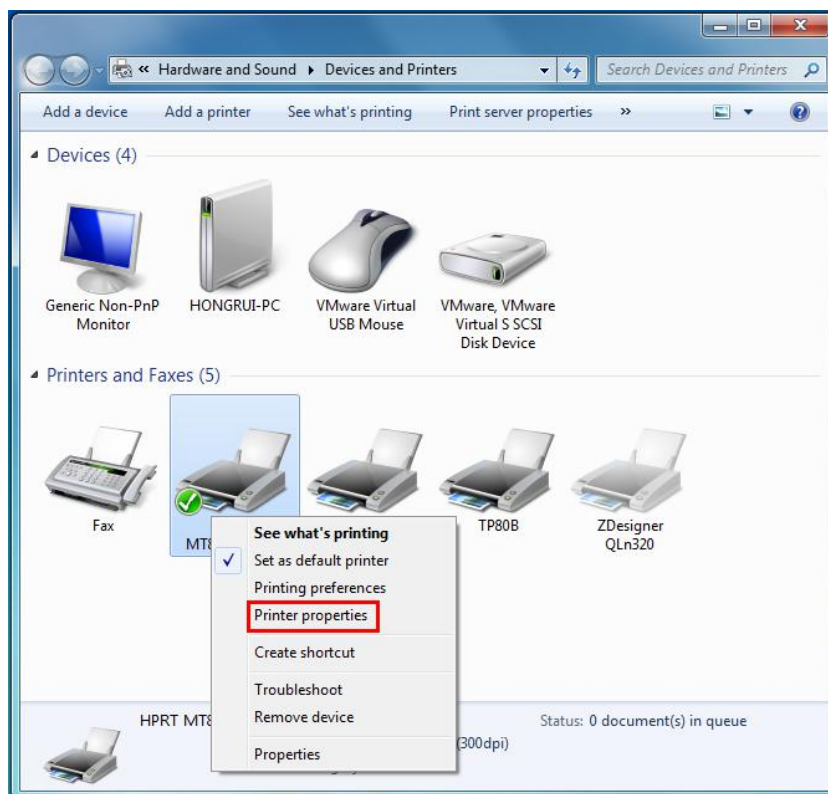 « Hardware and Sound ▸ Devices and Printers Search Devices and Printers
Add a device Add a printer See what's printing Print server properties »
Devices (4)
Generic Non-PnP
Monitor
HONGRUI-PC
VMware Virtual
USB Mouse
VMware, VMware
Virtual S SCSI
Disk Device
Printers and Faxes (5)
Fax
TP80B
ZDesigner
QLn320
See what's printing
Set as default printer
Printing preferences
Printer properties
Create shortcut
Troubleshoot
Remove device
Properties
HPRT MT8
Status: 0 document(s) in queue
(300dpi)